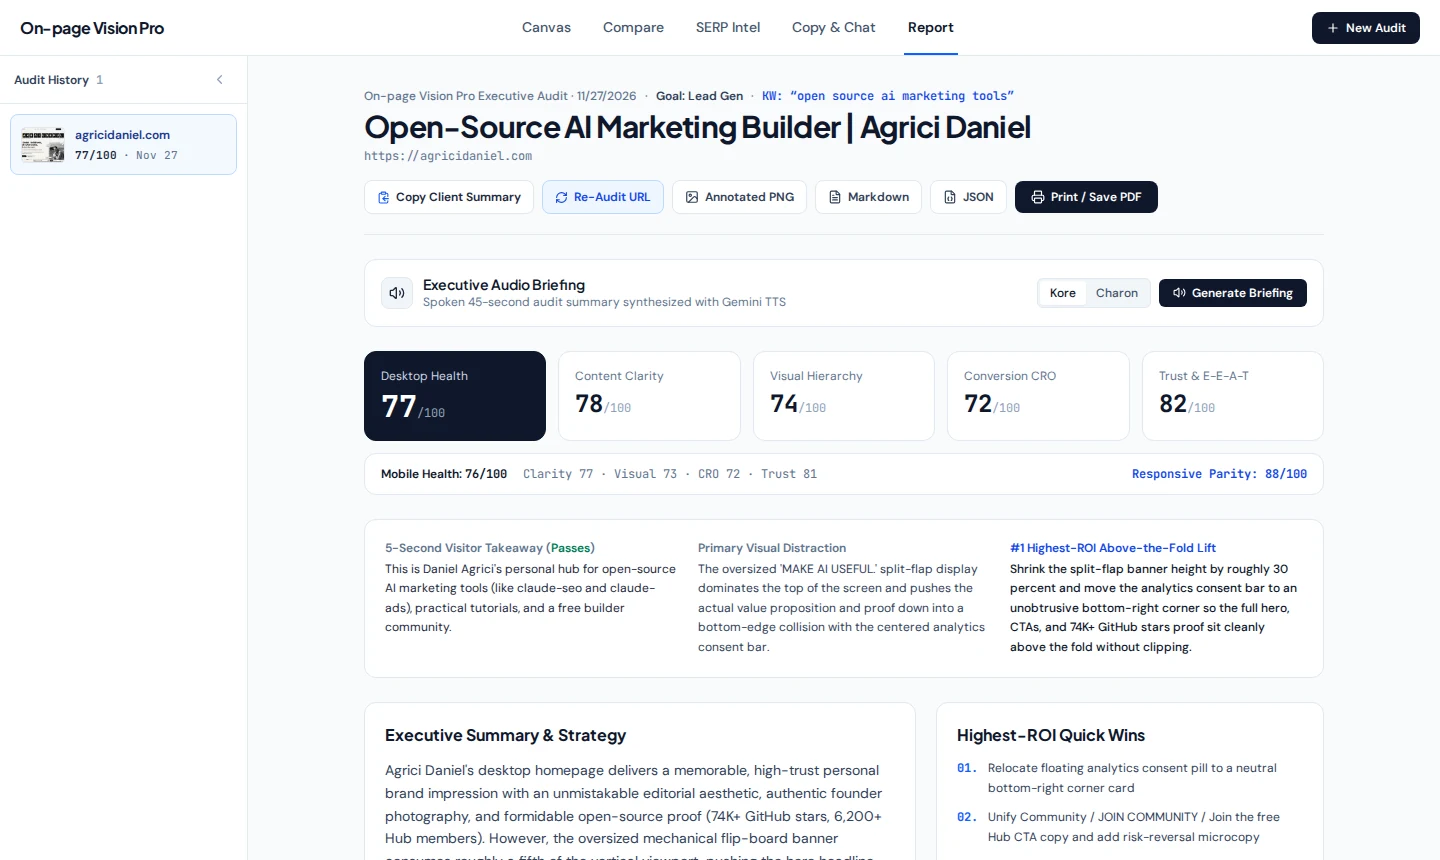 On-page Vision Pro
Canvas
Compare
SERP Intel
Copy & Chat
Report
+ New Audit
Audit History 1
agricidaniel.com
77/100 · Nov 27
On-page Vision Pro Executive Audit · 11/27/2026 · Goal: Lead Gen · KW: “open source ai marketing tools”
Open-Source AI Marketing Builder | Agrici Daniel
https://agricidaniel.com
Copy Client Summary
Re-Audit URL
Annotated PNG
Markdown
JSON
Print / Save PDF
Executive Audio Briefing
Spoken 45-second audit summary synthesized with Gemini TTS
Kore
Charon
Generate Briefing
Desktop Health
77/100
Content Clarity
78/100
Visual Hierarchy
74/100
Conversion CRO
72/100
Trust & E-E-A-T
82/100
Mobile Health: 76/100 Clarity 77 · Visual 73 · CRO 72 · Trust 81
Responsive Parity: 88/100
5-Second Visitor Takeaway (Passes)
This is Daniel Agrici's personal hub for open-source
AI marketing tools (like claude-seo and claude-
ads), practical tutorials, and a free builder
community.
Primary Visual Distraction
The oversized 'MAKE AI USEFUL.' split-flap display
dominates the top of the screen and pushes the
actual value proposition and proof down into a
bottom-edge collision with the centered analytics
consent bar.
#1 Highest-ROI Above-the-Fold Lift
Shrink the split-flap banner height by roughly 30
percent and move the analytics consent bar to an
unobtrusive bottom-right corner so the full hero,
CTAs, and 74K+ GitHub stars proof sit cleanly
above the fold without clipping.
Executive Summary & Strategy
Agrici Daniel's desktop homepage delivers a memorable, high-trust personal
brand impression with an unmistakable editorial aesthetic, authentic founder
photography, and formidable open-source proof (74K+ GitHub stars, 6,200+
Hub members). However, the oversized mechanical flip-board banner
consumes roughly a fifth of the vertical viewport, pushing the hero headline
Highest-ROI Quick Wins
01. Relocate floating analytics consent pill to a neutral
bottom-right corner card
02. Unify Community / JOIN COMMUNITY / Join the free
Hub CTA copy and add risk-reversal microcopy